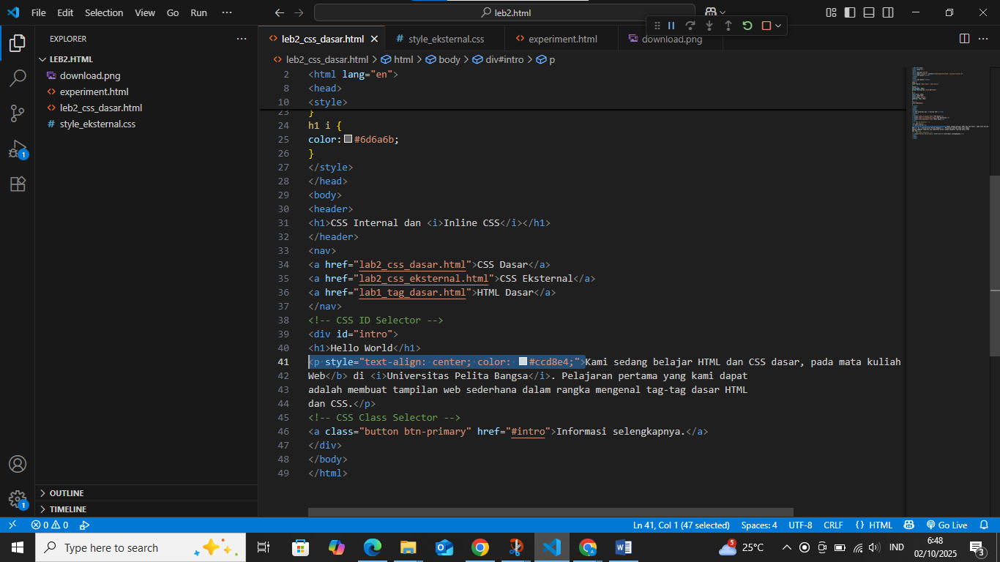 File Edit Selection View Go Run ···
leb2.html
EXPLORER
LEB2.HTML
download.png
experiment.html
leb2_css_dasar.html
# style_eksternal.css
OUTLINE
TIMELINE
leb2_css_dasar.html
# style_eksternal.css
experiment.html
download.png
leb2_css_dasar.html > html > body > div#intro > p
2 <html lang="en">
8 <head>
10 <style>
23 }
24 h1 i {
25 color: #6d6a6b;
26 }
27 </style>
28 </head>
29 <body>
30 <header>
31 <h1>CSS Internal dan <i>Inline CSS</i></h1>
32 </header>
33 <nav>
34 <a href="lab2_css_dasar.html">CSS Dasar</a>
35 <a href="lab2_css_eksternal.html">CSS Eksternal</a>
36 <a href="lab1_tag_dasar.html">HTML Dasar</a>
37 </nav>
38 <!-- CSS ID Selector -->
39 <div id="intro">
40 <h1>Hello World</h1>
41 <p style="text-align: center; color: #ccd8e4;">Kami sedang belajar HTML dan CSS dasar, pada mata kuliah
42 Web</b> di <i>Universitas Pelita Bangsa</i>. Pelajaran pertama yang kami dapat
43 adalah membuat tampilan web sederhana dalam rangka mengenal tag-tag dasar HTML
44 dan CSS.</p>
45 <!-- CSS Class Selector -->
46 <a class="button btn-primary" href="#intro">Informasi selengkapnya.</a>
47 </div>
48 </body>
49 </html>
1
1
0 0
Ln 41, Col 1 (47 selected) Spaces: 4 UTF-8 CRLF {} HTML Go Live
Type here to search
5
25°C
IND
6:48
02/10/2025
3